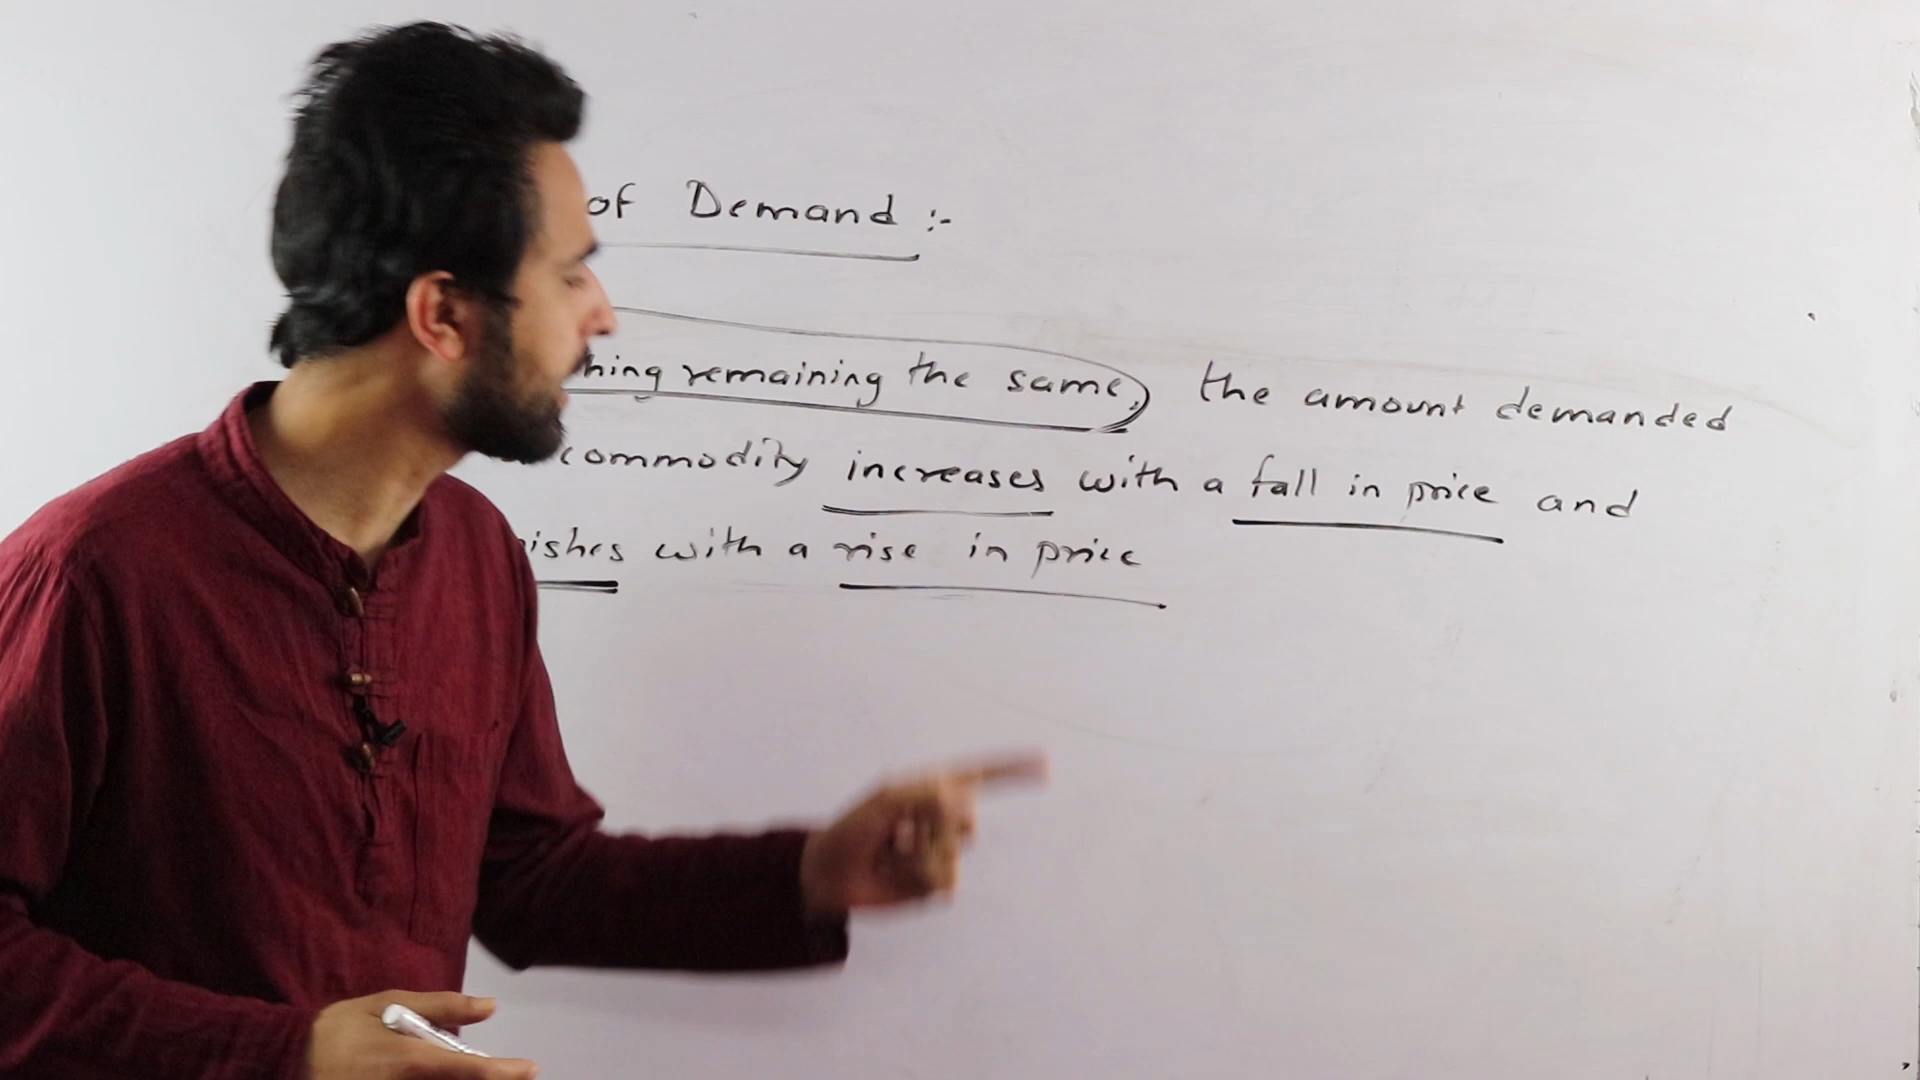 of Demand :-
hing remaining the same, the amount demanded
commodity increases with a fall in price and
ishes with a rise in price